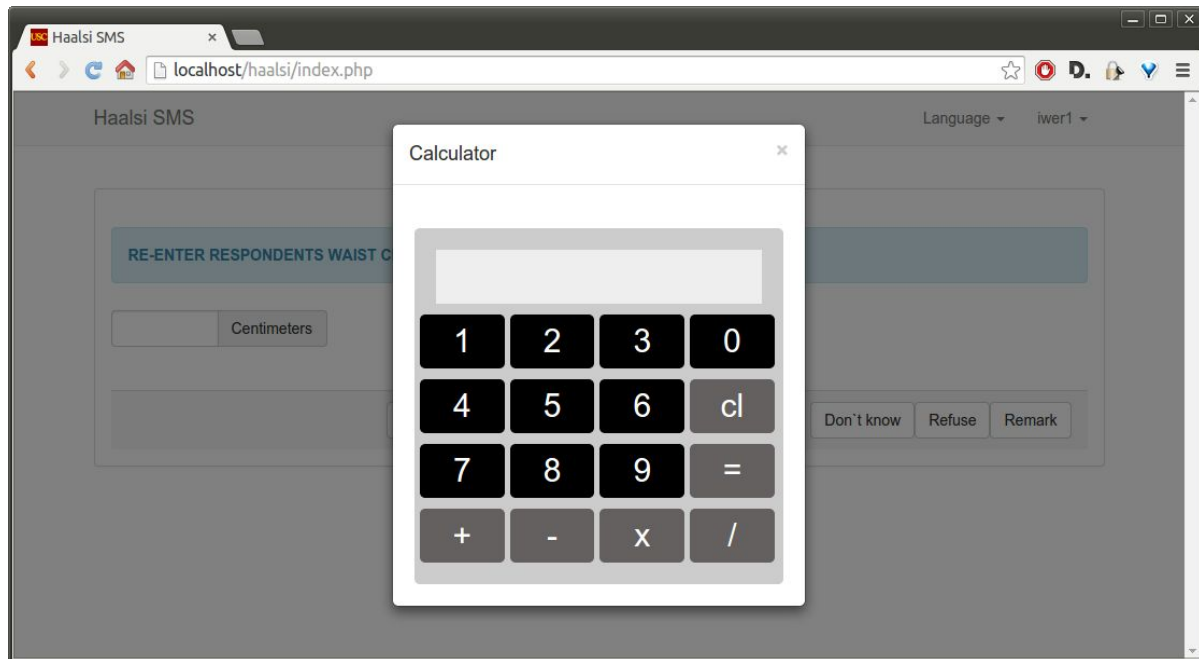 USC Haalsi SMS ×
localhost/haalsi/index.php
D.
Haalsi SMS Language iwer1
Calculator ×
RE-ENTER RESPONDENTS WAIST C
Centimeters
1 2 3 0
4 5 6 cl
7 8 9 =
+ - x /
Don`t know Refuse Remark